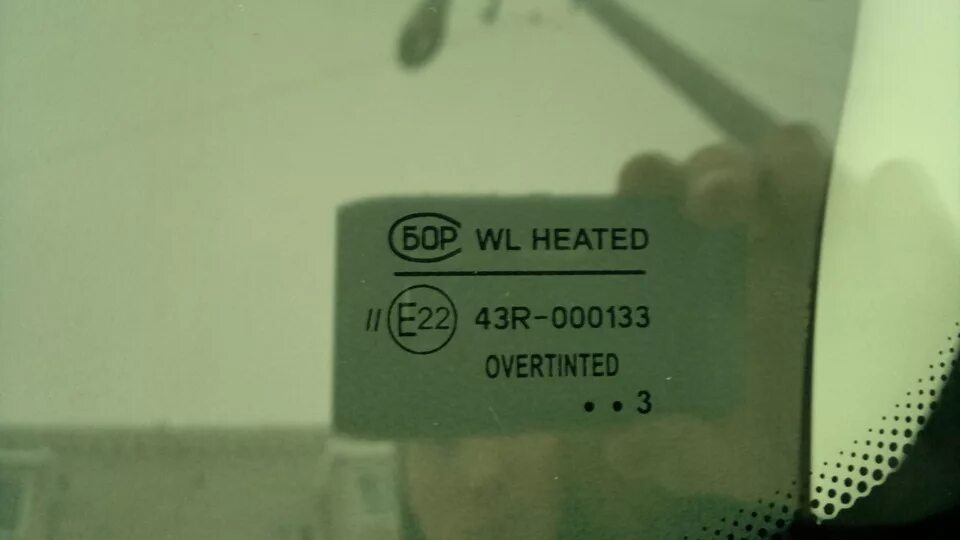 БОР WL HEATED
// E22 43R-000133
OVERTINTED
• • 3